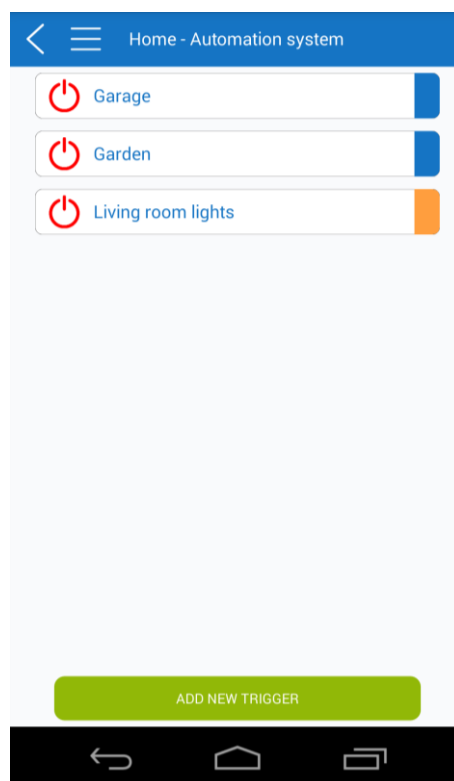 Home - Automation system
Garage
Garden
Living room lights
ADD NEW TRIGGER